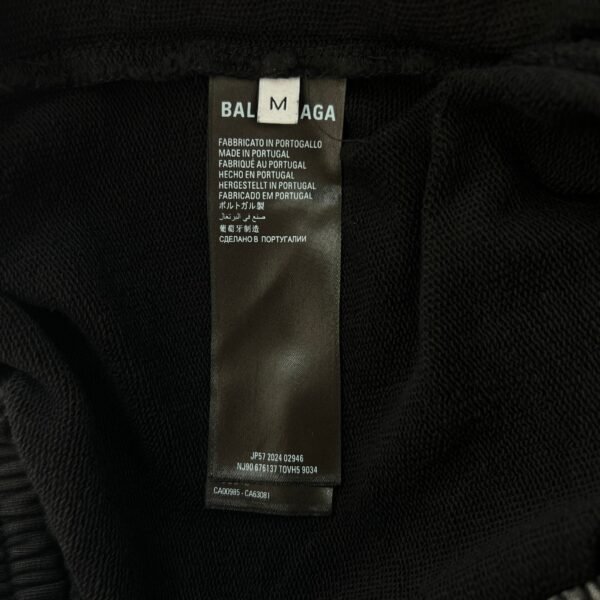 BAL M AGA
FABBRICATO IN PORTOGALLO
MADE IN PORTUGAL
FABRIQUÉ AU PORTUGAL
HECHO EN PORTUGAL
HERGESTELLT IN PORTUGAL
FABRICADO EM PORTUGAL
ポルトガル製
صنع في البرتغال
葡萄牙制造
СДЕЛАНО В ПОРТУГАЛИИ
JP57 2024 02946
NJ90 676137 TOVH5 9034
CA00985 - CA63081